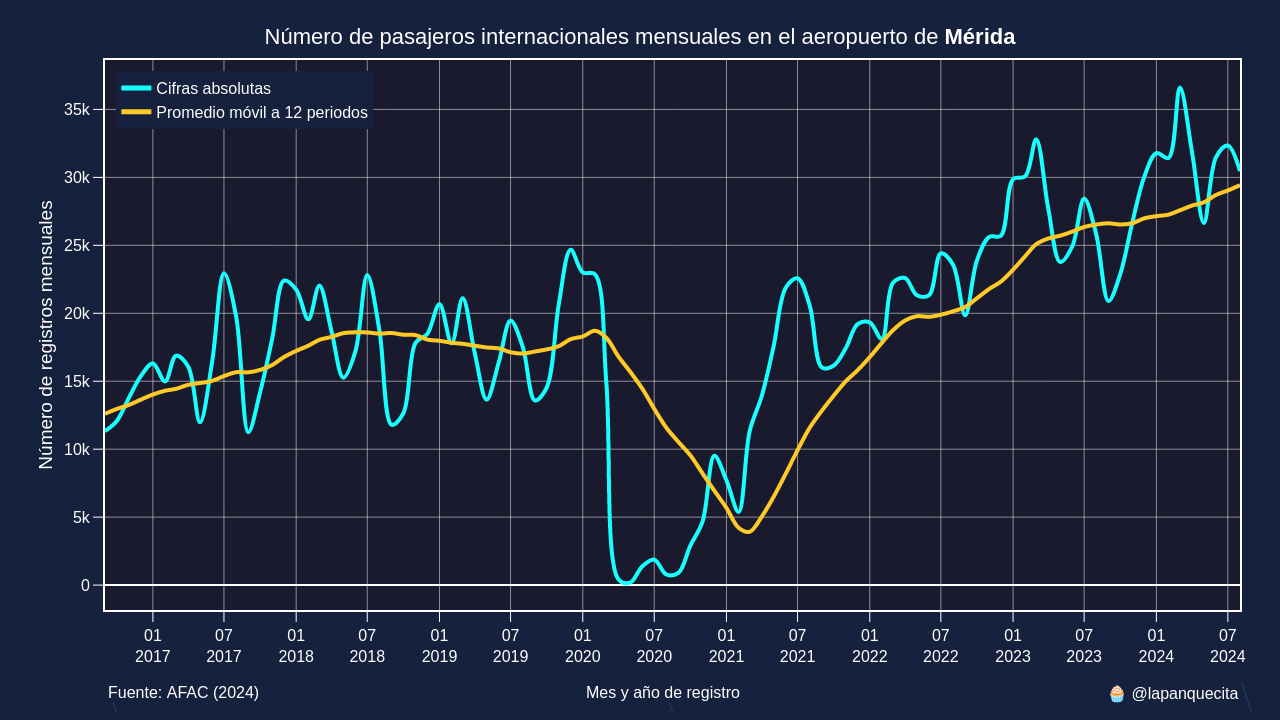 Número de pasajeros internacionales mensuales en el aeropuerto de Mérida
Cifras absolutas
Promedio móvil a 12 periodos
Número de registros mensuales
35k
30k
25k
20k
15k
10k
5k
0
01 07 01 07 01 07 01 07 01 07 01 07 01 07 01 07
2017 2017 2018 2018 2019 2019 2020 2020 2021 2021 2022 2022 2023 2023 2024 2024
Fuente: AFAC (2024) Mes y año de registro 🧁 @lapanquecita